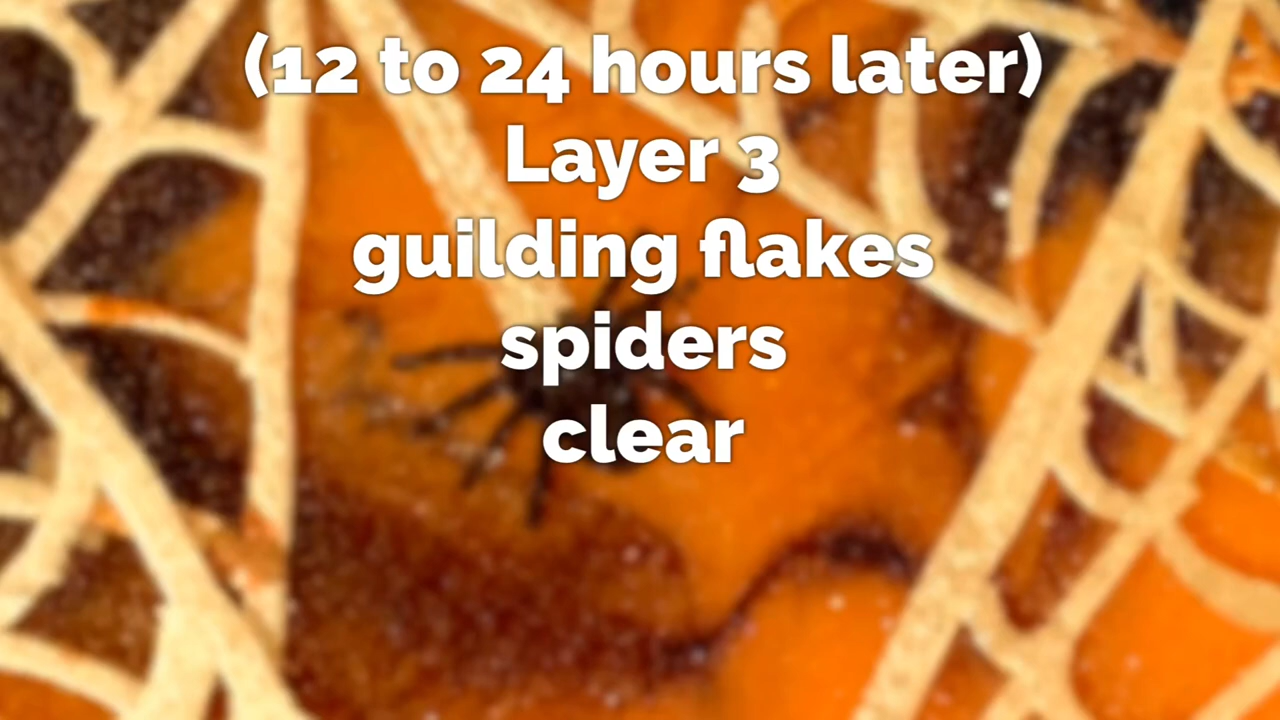 (12 to 24 hours later)
Layer 3
guilding flakes
spiders
clear